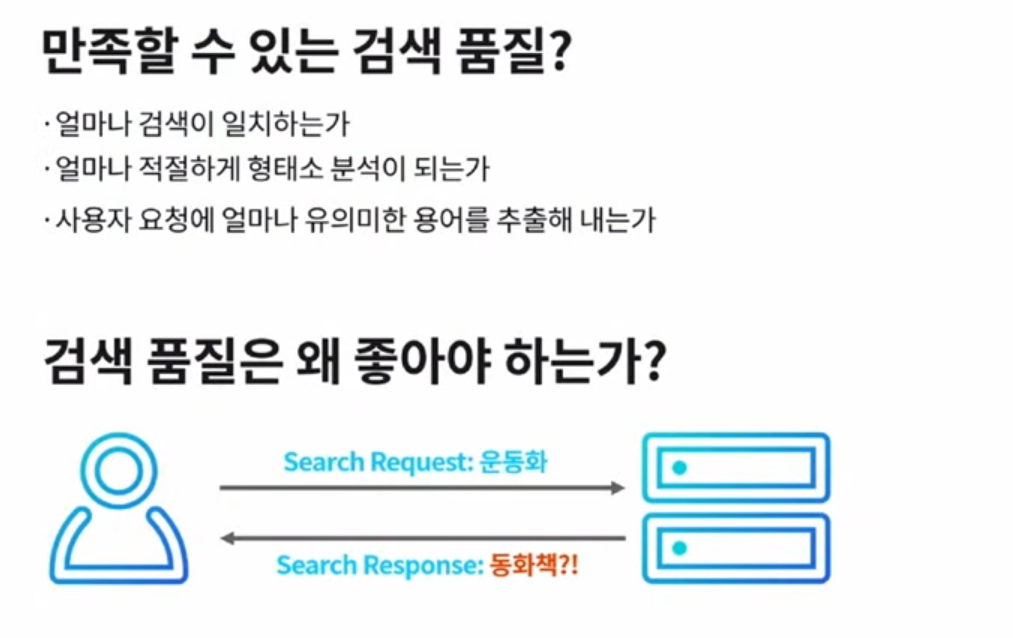 만족할 수 있는 검색 품질?
· 얼마나 검색이 일치하는가
· 얼마나 적절하게 형태소 분석이 되는가
· 사용자 요청에 얼마나 유의미한 용어를 추출해 내는가
검색 품질은 왜 좋아야 하는가?
Search Request: 운동화
Search Response: 동화책?!